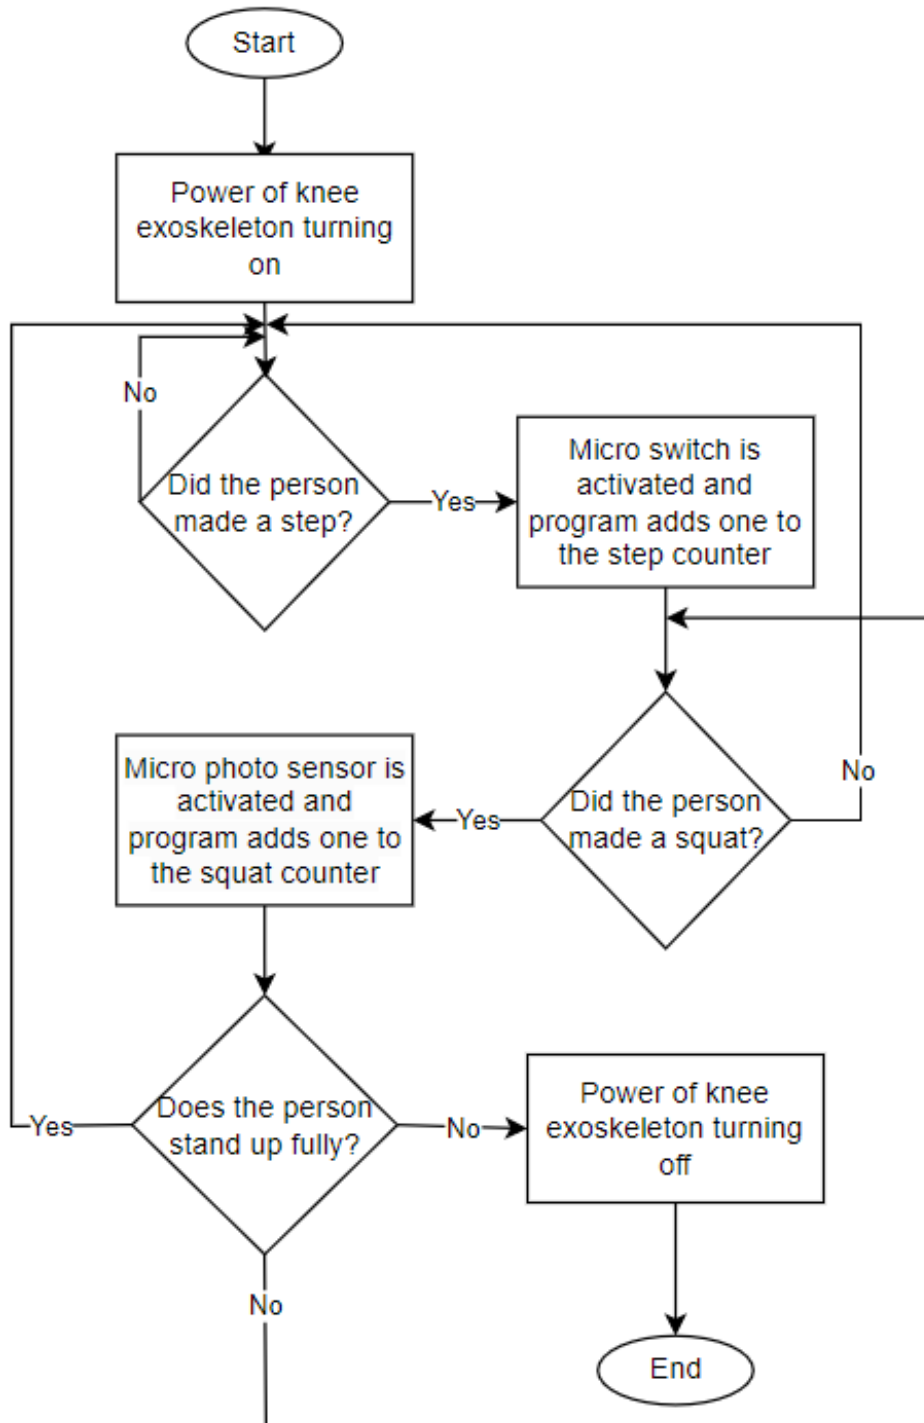 Start
Power of knee
exoskeleton turning
on
No
Did the person
made a step?
Yes
Micro switch is
activated and
program adds one to
the step counter
Micro photo sensor is
activated and
program adds one to
the squat counter
Yes
Did the person
made a squat?
No
Yes
Does the person
stand up fully?
No
Power of knee
exoskeleton turning
off
No
End